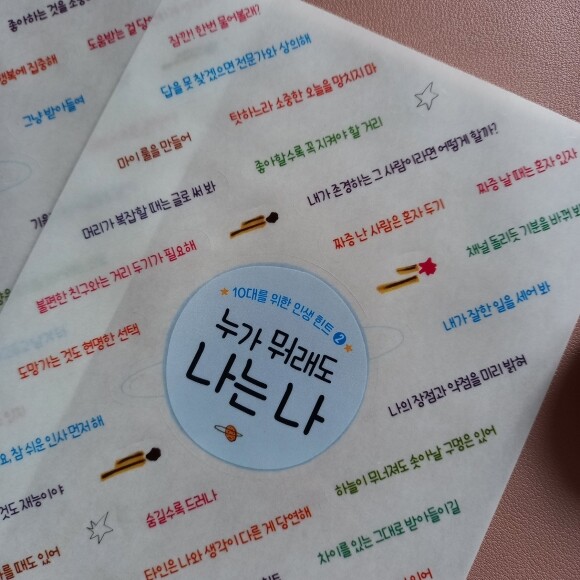 좋아하는 것을
도움받는 걸
잠깐! 한번 물어볼래?
행복에 집중해
답을 못 찾겠으면 전문가와 상의해
그냥 받아들여
탓하느라 소중한 오늘을 망치지 마
마이 룰을 만들어
좋아할수록 꼭 지켜야 할 거리
내가 존경하는 그 사람이라면 어떻게 할까?
머리가 복잡할 때는 글로 써 봐
짜증 날 때는 혼자 있자
짜증 난 사람은 혼자 두기
채널 돌리듯 기분을 바꿔
불편한 친구와는 거리 두기가 필요해
10대를 위한 인생 힌트 2
누가 뭐래도
나는 나
내가 잘한 일을 세어 봐
도망가는 것도 현명한 선택
나의 장점과 약점을 미리 밝혀
참 쉬운 인사 먼저 해
하늘이 무너져도 솟아날 구멍은 있어
것도 재능이야
숨길수록 드러나
차이를 있는 그대로 받아들이길
때도 있어
타인은 나와 생각이 다른 게 당연해